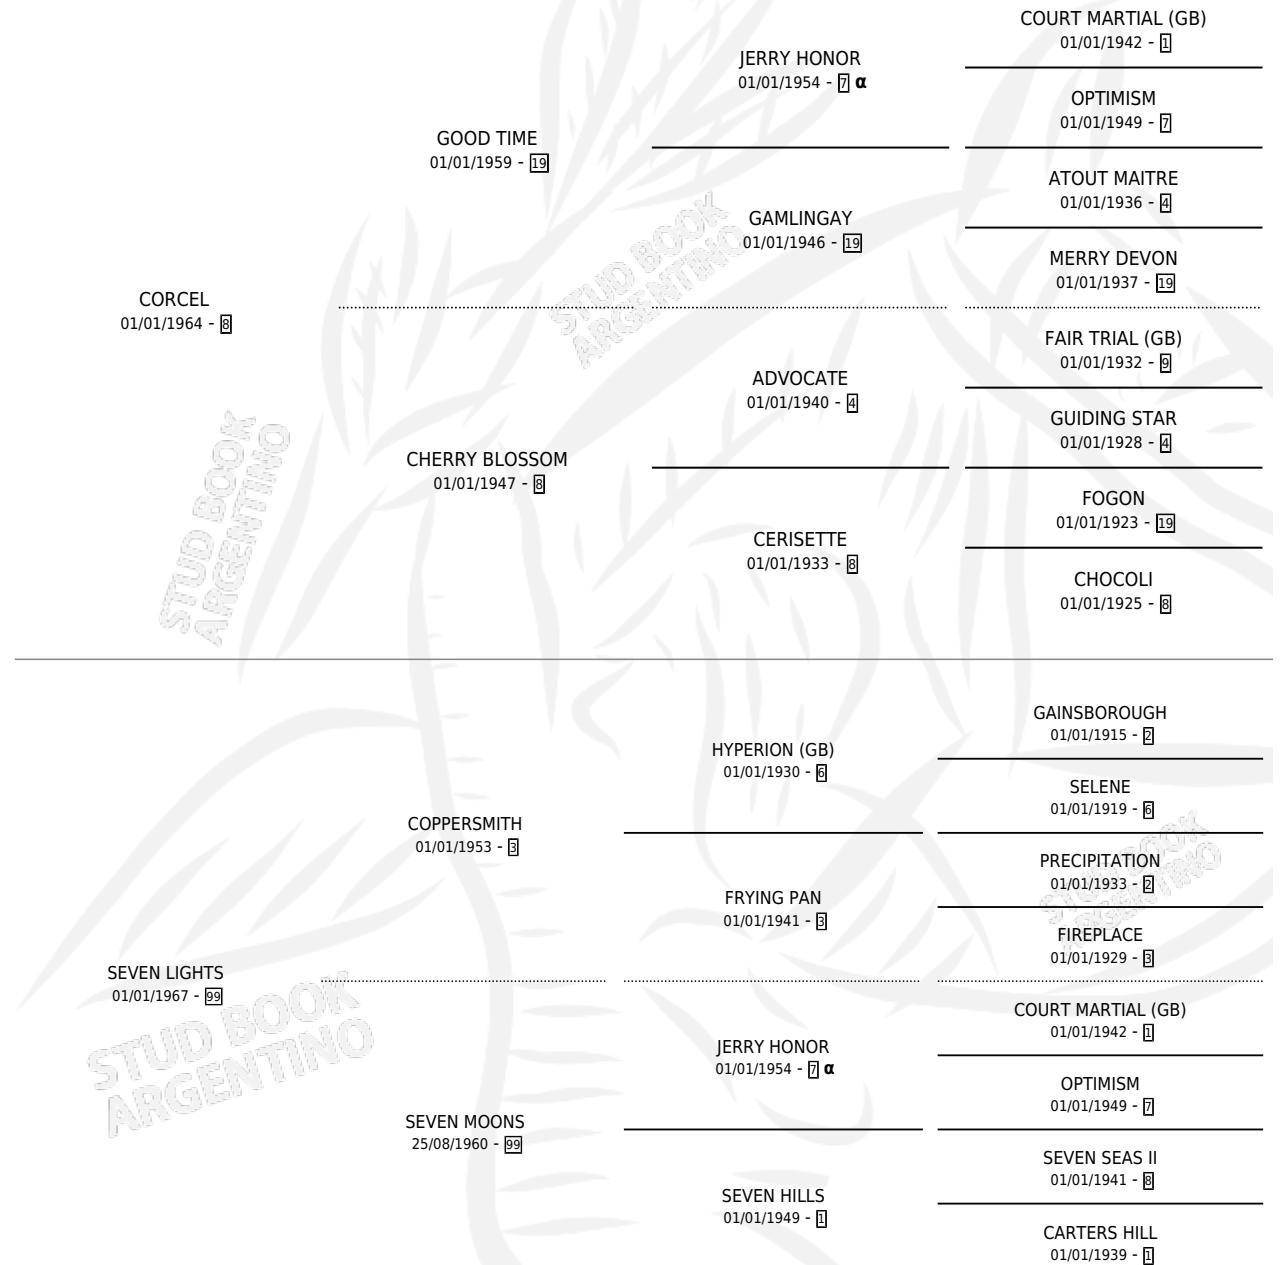 COURT MARTIAL (GB)
01/01/1942 - 1
JERRY HONOR
01/01/1954 - 7 α
OPTIMISM
01/01/1949 - 7
GOOD TIME
01/01/1959 - 19
ATOUT MAITRE
01/01/1936 - 4
GAMLINGAY
01/01/1946 - 19
MERRY DEVON
01/01/1937 - 19
CORCEL
01/01/1964 - 8
FAIR TRIAL (GB)
01/01/1932 - 9
ADVOCATE
01/01/1940 - 4
GUIDING STAR
01/01/1928 - 4
CHERRY BLOSSOM
01/01/1947 - 8
FOGON
01/01/1923 - 19
CERISETTE
01/01/1933 - 8
CHOCOLI
01/01/1925 - 8
GAINSBOROUGH
01/01/1915 - 2
HYPERION (GB)
01/01/1930 - 6
SELENE
01/01/1919 - 6
COPPERSMITH
01/01/1953 - 3
PRECIPITATION
01/01/1933 - 2
FRYING PAN
01/01/1941 - 3
FIREPLACE
01/01/1929 - 3
SEVEN LIGHTS
01/01/1967 - 99
COURT MARTIAL (GB)
01/01/1942 - 1
JERRY HONOR
01/01/1954 - 7 α
OPTIMISM
01/01/1949 - 7
SEVEN MOONS
25/08/1960 - 99
SEVEN SEAS II
01/01/1941 - 8
SEVEN HILLS
01/01/1949 - 1
CARTERS HILL
01/01/1939 - 1
STUD BOOK
ARGENTINO
STUD BOOK
ARGENTINO
STUD BOOK
ARGENTINO
STUD BOOK
ARGENTINO